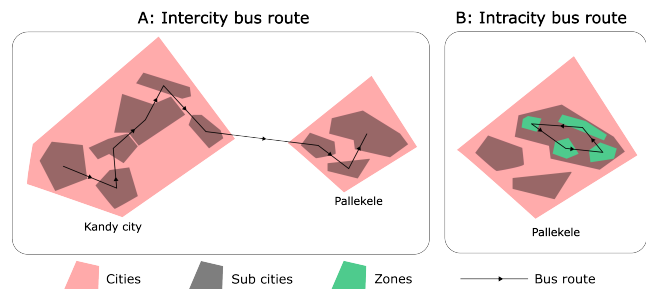 A: Intercity bus route
B: Intracity bus route
Kandy city
Pallekele
Pallekele
Cities
Sub cities
Zones
Bus route